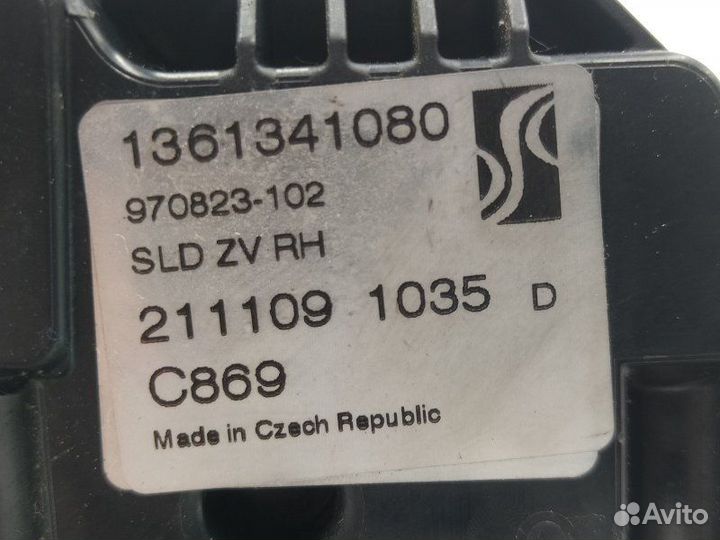 1361341080
970823-102
SLD ZV RH
211109 1035 D
C869
Made in Czech Republic
Avito